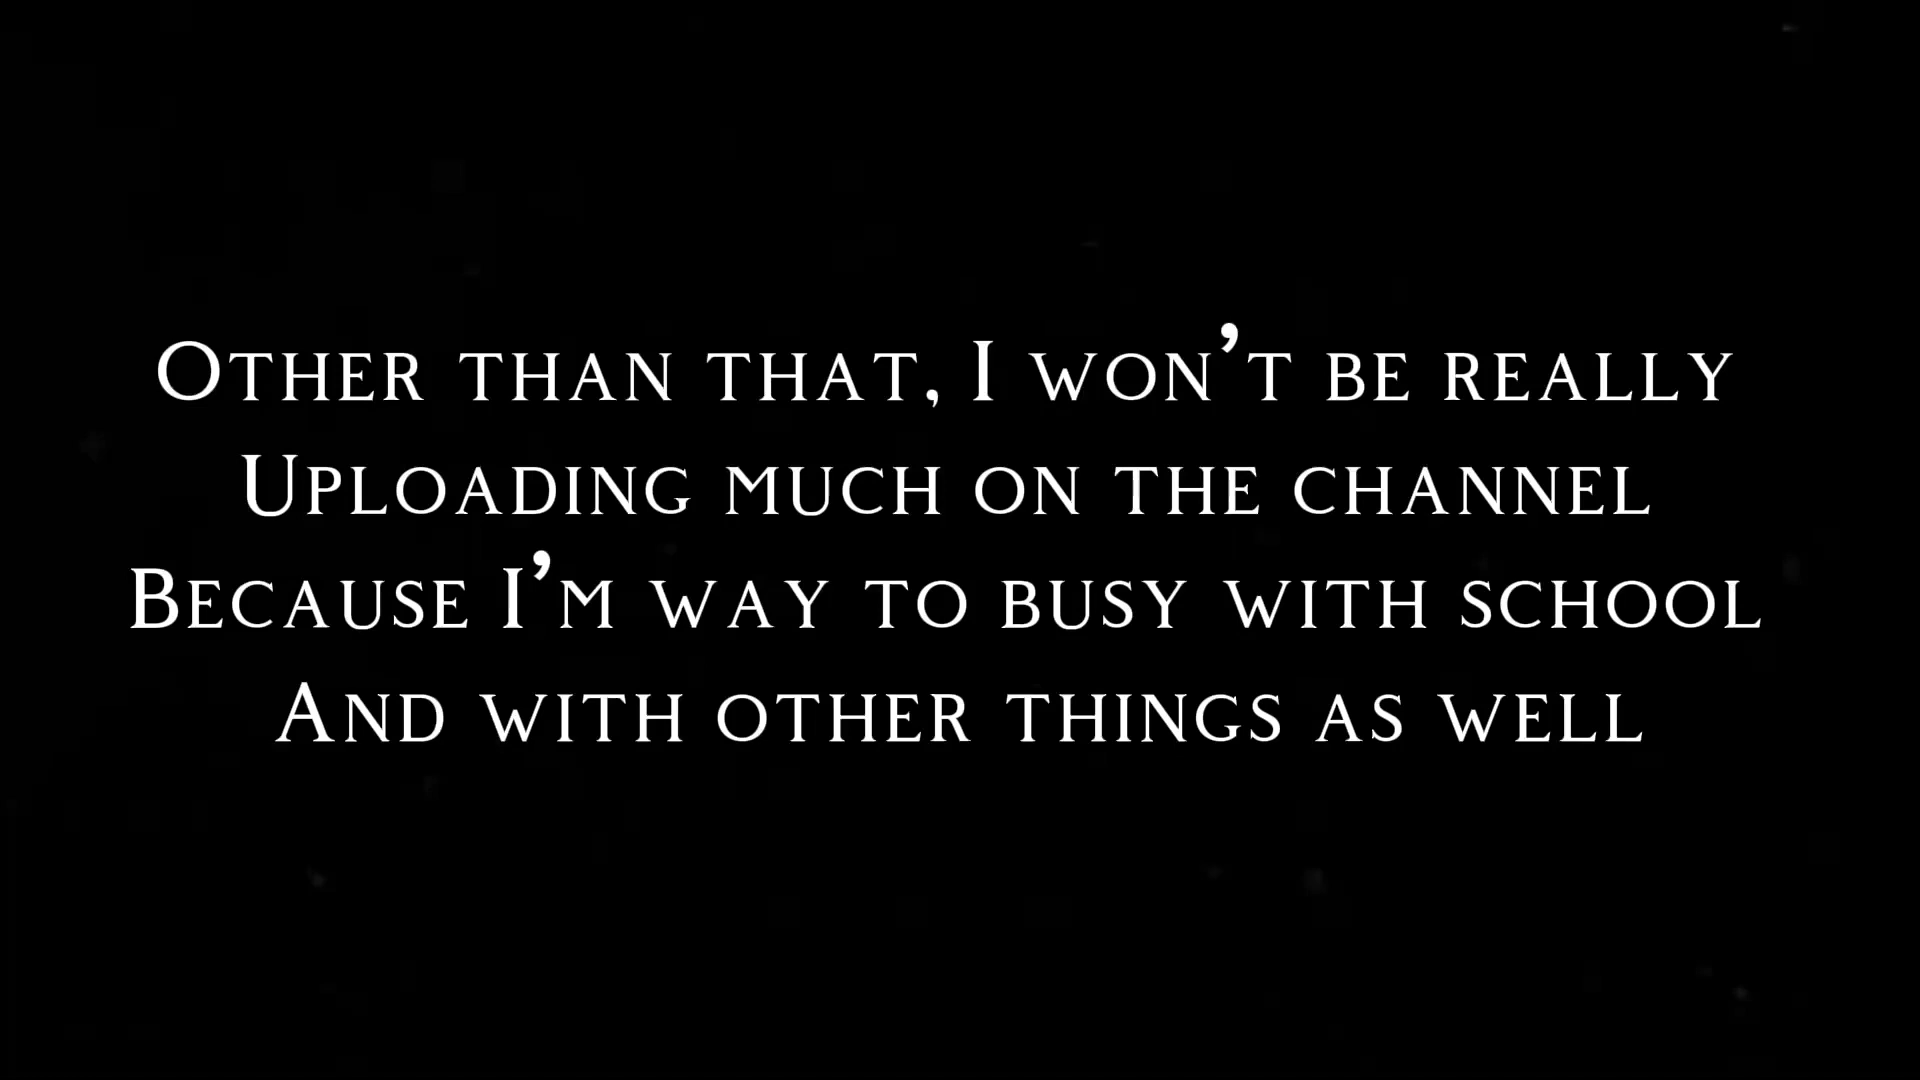 Other than that, I won't be really
Uploading much on the channel
Because I'm way to busy with school
And with other things as well